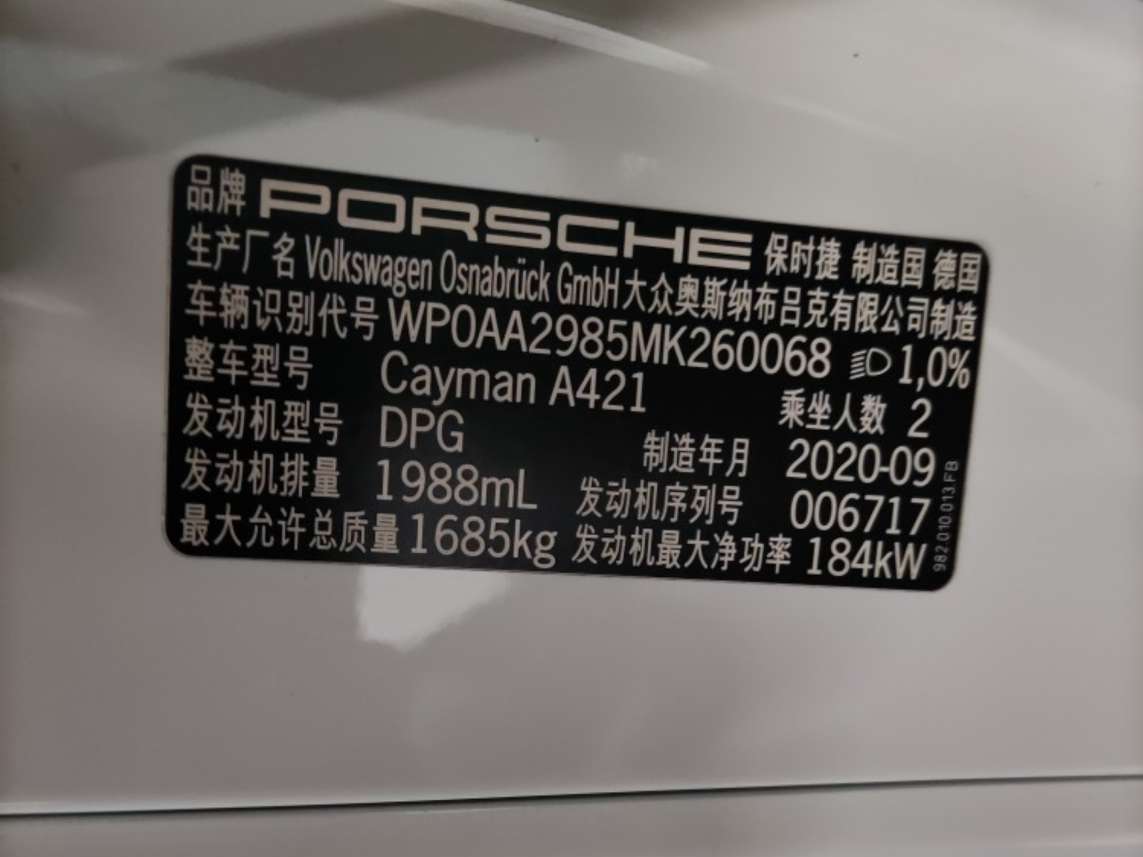 品牌 PORSCHE 保时捷 制造国 德国
生产厂名 Volkswagen Osnabrück GmbH 大众奥斯纳布吕克有限公司制造
车辆识别代号 WP0AA2985MK260068 1,0%
整车型号 Cayman A421 乘坐人数 2
发动机型号 DPG 制造年月 2020-09
发动机排量 1988mL 发动机序列号 006717
最大允许总质量 1685kg 发动机最大净功率 184kW
982.010.013.FB